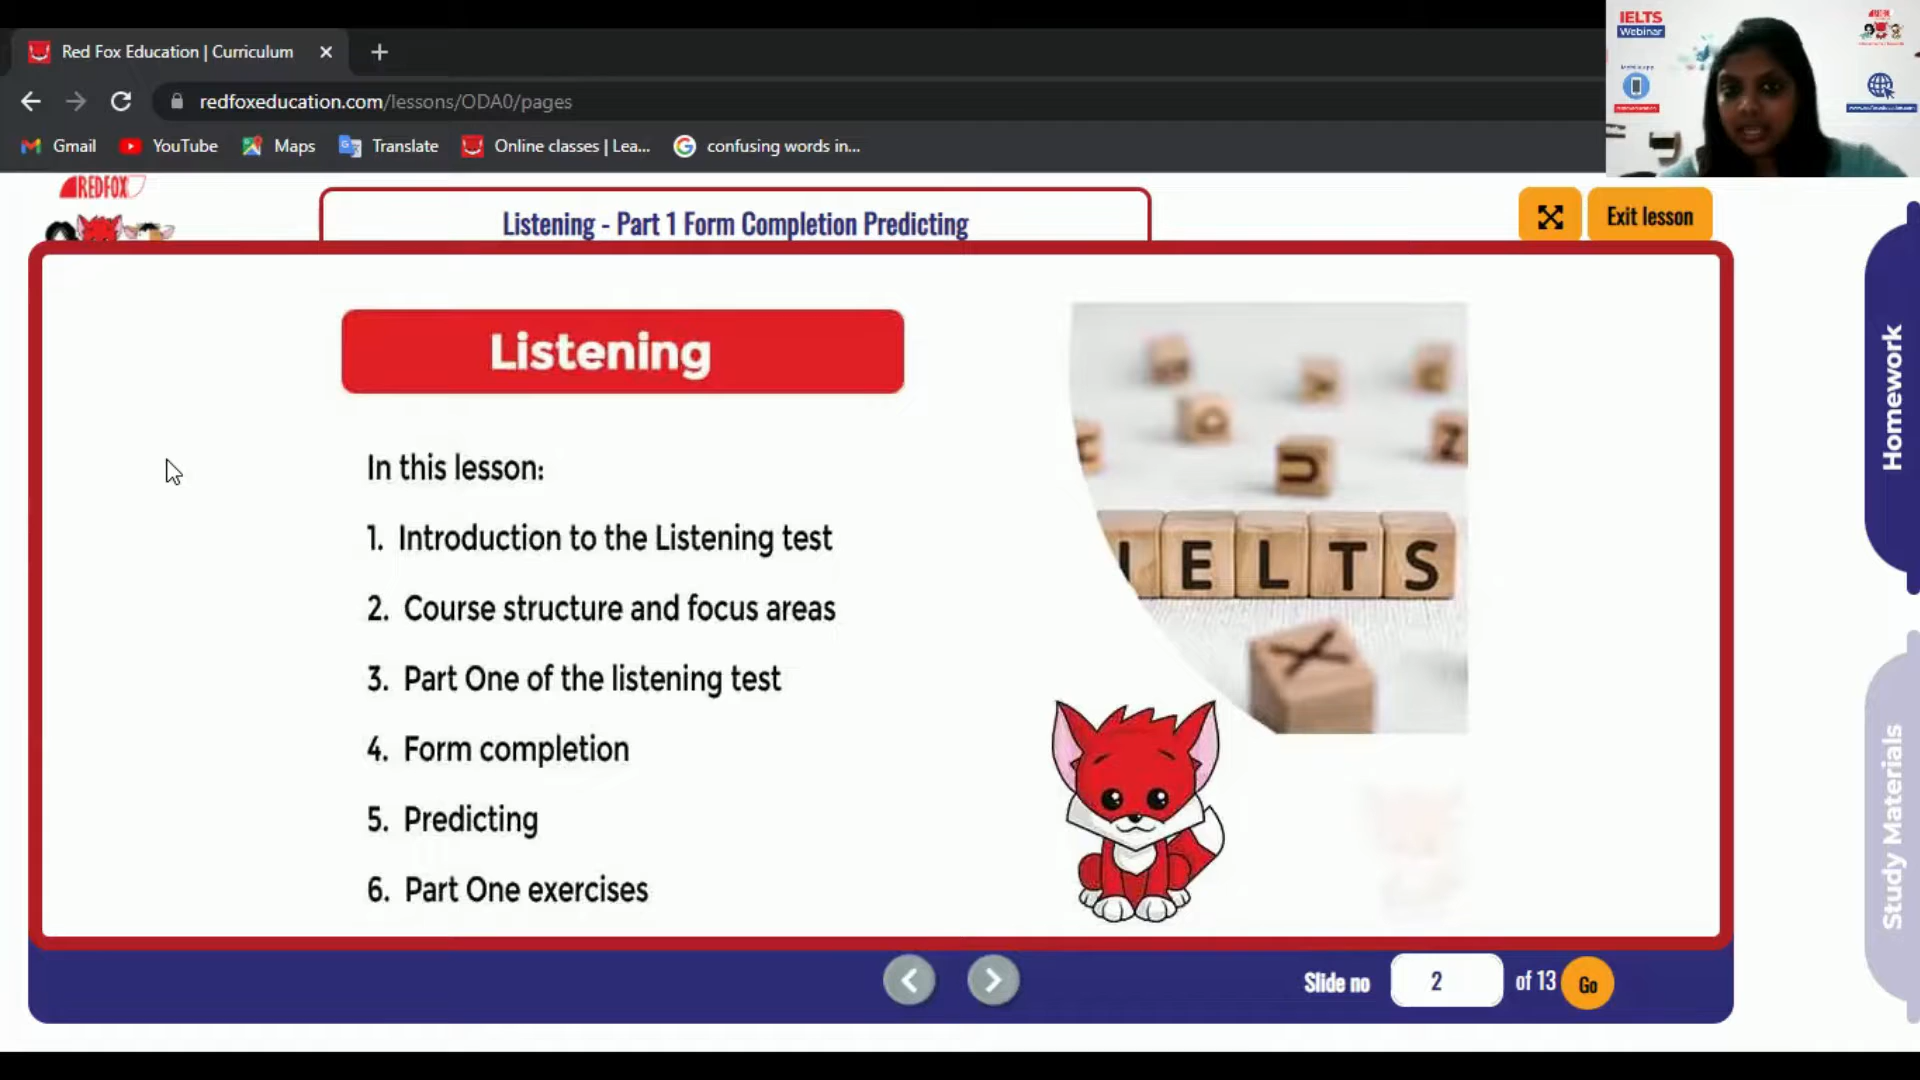 Red Fox Education | Curriculum
redfoxeducation.com/lessons/ODA0/pages
Gmail YouTube Maps Translate Online classes | Lea... confusing words in...
IELTS
Webinar
REDFOX
Listening - Part 1 Form Completion Predicting
Exit lesson
Listening
In this lesson:
1. Introduction to the Listening test
2. Course structure and focus areas
3. Part One of the listening test
4. Form completion
5. Predicting
6. Part One exercises
U
IELTS
X
Homework
Study Materials
Slide no 2 of 13 Go